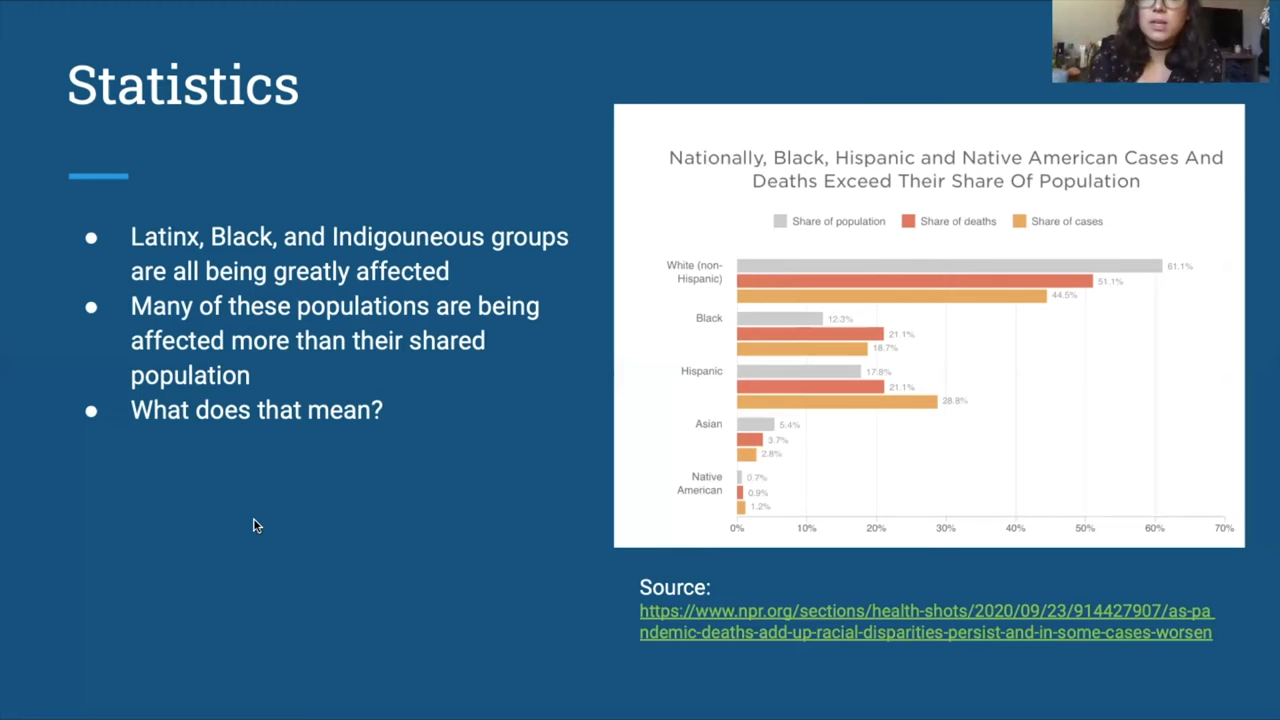 Statistics
● Latinx, Black, and Indigouneous groups
are all being greatly affected
● Many of these populations are being
affected more than their shared
population
● What does that mean?
Nationally, Black, Hispanic and Native American Cases And
Deaths Exceed Their Share Of Population
Share of population Share of deaths Share of cases
White (non-
Hispanic)
61.1%
51.1%
44.5%
Black
12.3%
21.1%
18.7%
Hispanic
17.8%
21.1%
28.8%
Asian
5.4%
3.7%
2.8%
Native
American
0.7%
0.9%
1.2%
0% 10% 20% 30% 40% 50% 60% 70%
Source:
https://www.npr.org/sections/health-shots/2020/09/23/914427907/as-pa
ndemic-deaths-add-up-racial-disparities-persist-and-in-some-cases-worsen